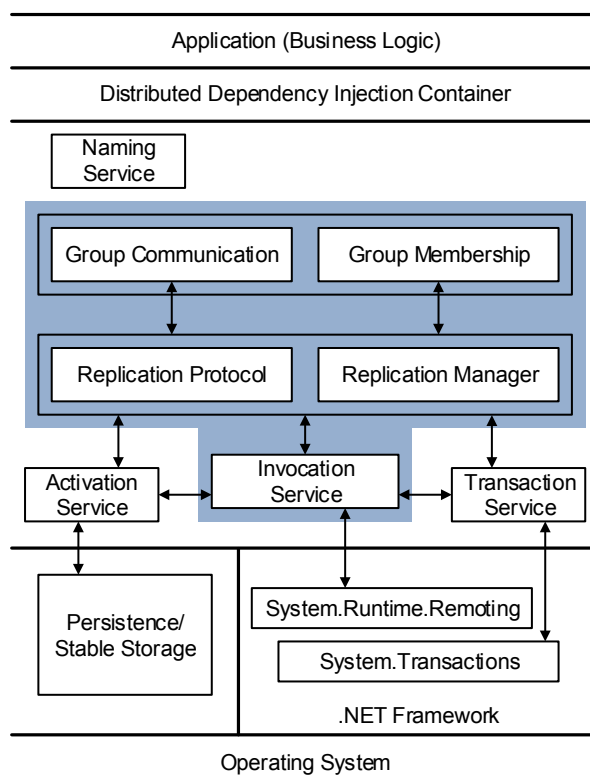 Application (Business Logic)
Distributed Dependency Injection Container
Naming
Service
Group Communication
Group Membership
Replication Protocol
Replication Manager
Activation
Service
Invocation
Service
Transaction
Service
Persistence/
Stable Storage
System.Runtime.Remoting
System.Transactions
.NET Framework
Operating System